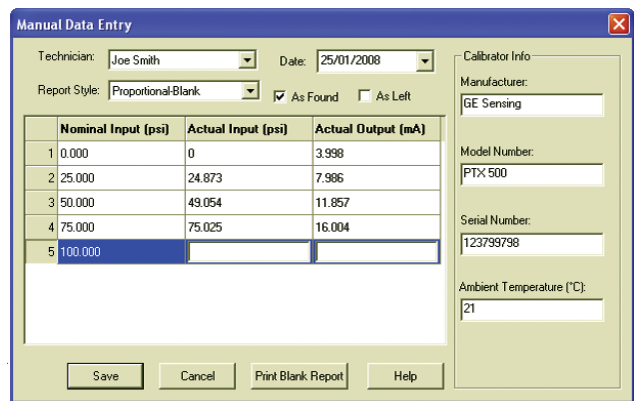 Manual Data Entry
Technician: Joe Smith Date: 25/01/2008
Report Style: Proportional-Blank As Found As Left
Nominal Input (psi) Actual Input (psi) Actual Output (mA)
1 0.000 0 3.998
2 25.000 24.873 7.986
3 50.000 49.054 11.857
4 75.000 75.025 16.004
5 100.000
Save Cancel Print Blank Report Help
Calibrator Info
Manufacturer:
GE Sensing
Model Number:
PTX 500
Serial Number:
123799798
Ambient Temperature (°C):
21